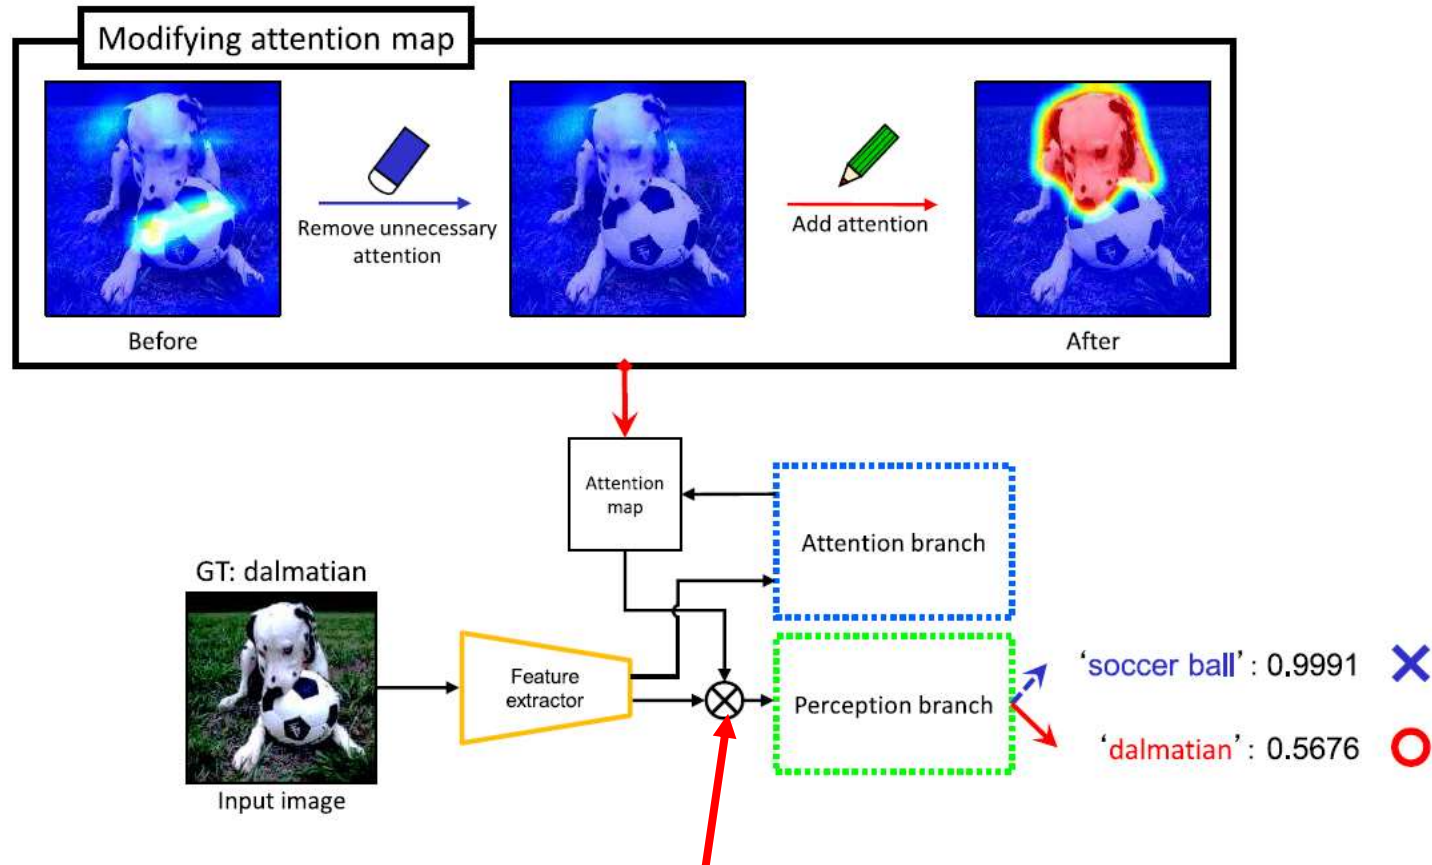 Modifying attention map
Remove unnecessary
attention
Add attention
Before
After
Attention
map
Attention branch
GT: dalmatian
Feature
extractor
Perception branch
'soccer ball' : 0.9991
'dalmatian' : 0.5676
Input image